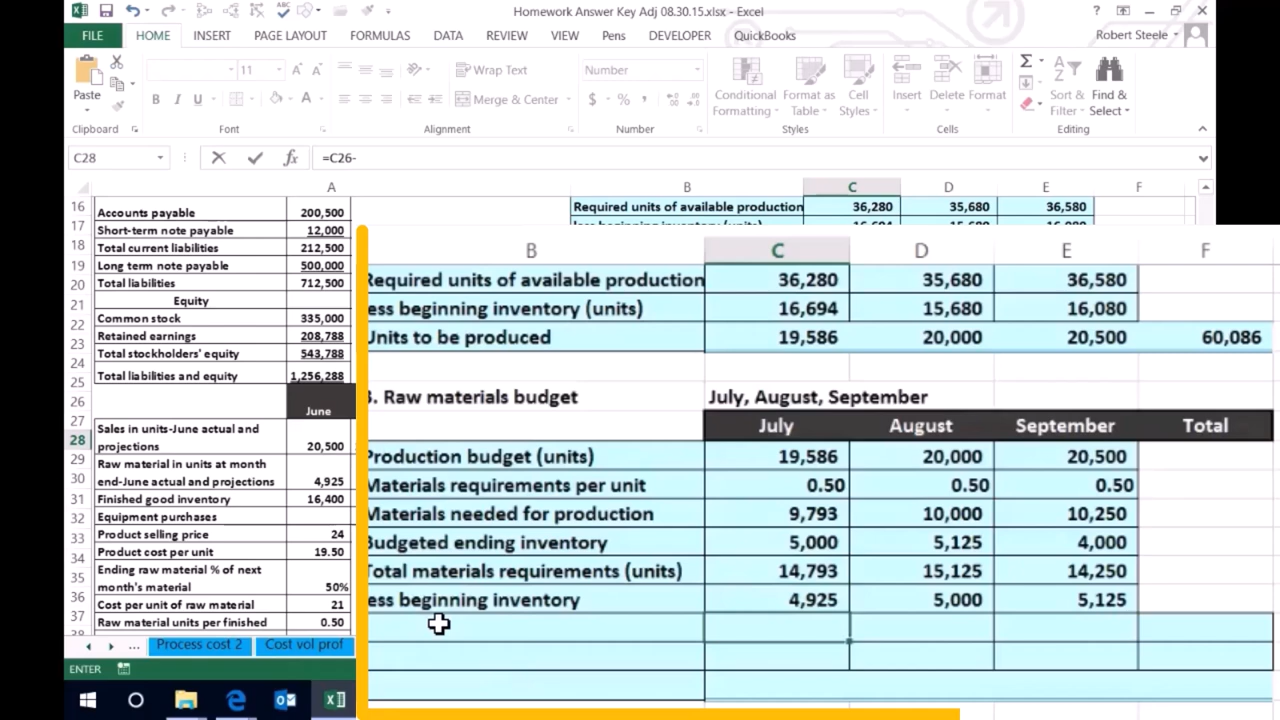 Homework Answer Key Adj 08.30.15.xlsx - Excel
FILE HOME INSERT PAGE LAYOUT FORMULAS DATA REVIEW VIEW Pens DEVELOPER QuickBooks Robert Steele
Paste 11 Wrap Text Number Conditional Format as Cell Insert Delete Format Sort & Find &
Merge & Center Formatting Table Styles Filter Select
Clipboard Font Alignment Number Styles Cells Editing
C28 =C26-
A B C D E F
16 Accounts payable 200,500 Required units of available production 36,280 35,680 36,580
17 Short-term note payable 12,000
18 Total current liabilities 212,500
19 Long term note payable 500,000
20 Total liabilities 712,500
21 Equity
22 Common stock 335,000
23 Retained earnings 208,788
24 Total stockholders' equity 543,788
25 Total liabilities and equity 1,256,288
26 June
27 Sales in units-June actual and
28 projections 20,500
29 Raw material in units at month
30 end-June actual and projections 4,925
31 Finished good inventory 16,400
32 Equipment purchases
33 Product selling price 24
34 Product cost per unit 19.50
35 Ending raw material % of next
month's material 50%
36 Cost per unit of raw material 21
37 Raw material units per finished 0.50
38
... Process cost 2 Cost vol prof
ENTER
B C D E F
Required units of available production 36,280 35,680 36,580
ess beginning inventory (units) 16,694 15,680 16,080
Units to be produced 19,586 20,000 20,500 60,086
3. Raw materials budget July, August, September
July August September Total
Production budget (units) 19,586 20,000 20,500
Materials requirements per unit 0.50 0.50 0.50
Materials needed for production 9,793 10,000 10,250
Budgeted ending inventory 5,000 5,125 4,000
Total materials requirements (units) 14,793 15,125 14,250
ess beginning inventory 4,925 5,000 5,125